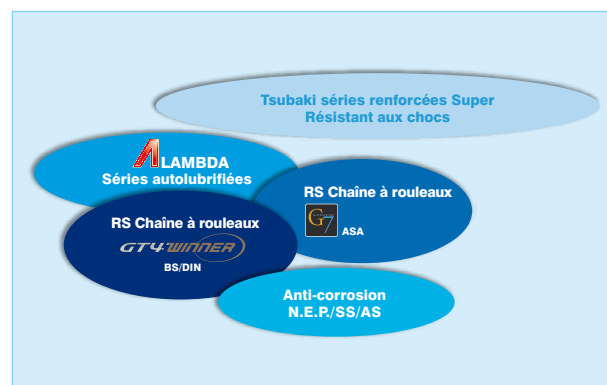 Tsubaki séries renforcées Super
Résistant aux chocs
LAMBDA
Séries autolubrifiées
RS Chaîne à rouleaux
G7
ASA
RS Chaîne à rouleaux
GT4 WINNER
BS/DIN
Anti-corrosion
N.E.P./SS/AS